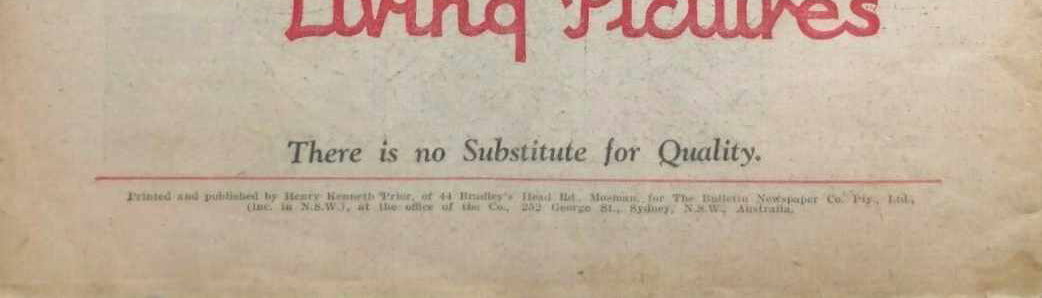 Living Pictures
There is no Substitute for Quality.
Printed and published by Henry Kenneth Prior, of 44 Bradley's Head Rd., Mosman, for The Bulletin Newspaper Co. Pty., Ltd.,
(Inc. in N.S.W.), at the office of the Co., 252 George St., Sydney, N.S.W., Australia.